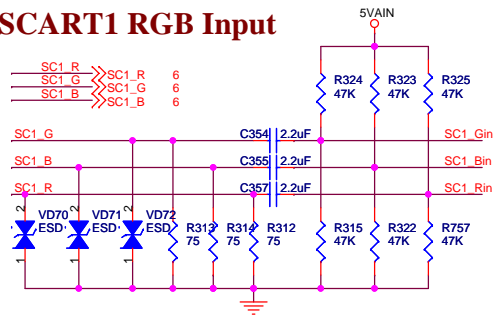 SCART1 RGB Input
5VAIN
SC1_R SC1_R 6
SC1_G SC1_G 6
SC1_B SC1_B 6
R324 R323 R325
47K 47K 47K
SC1_G C354 2.2uF SC1_Gin
SC1_B C355 2.2uF SC1_Bin
SC1_R C357 2.2uF SC1_Rin
2 2 2
VD70 VD71 VD72 R313 R314 R312 R315 R322 R757
ESD ESD ESD 75 75 75 47K 47K 47K
1 1 1